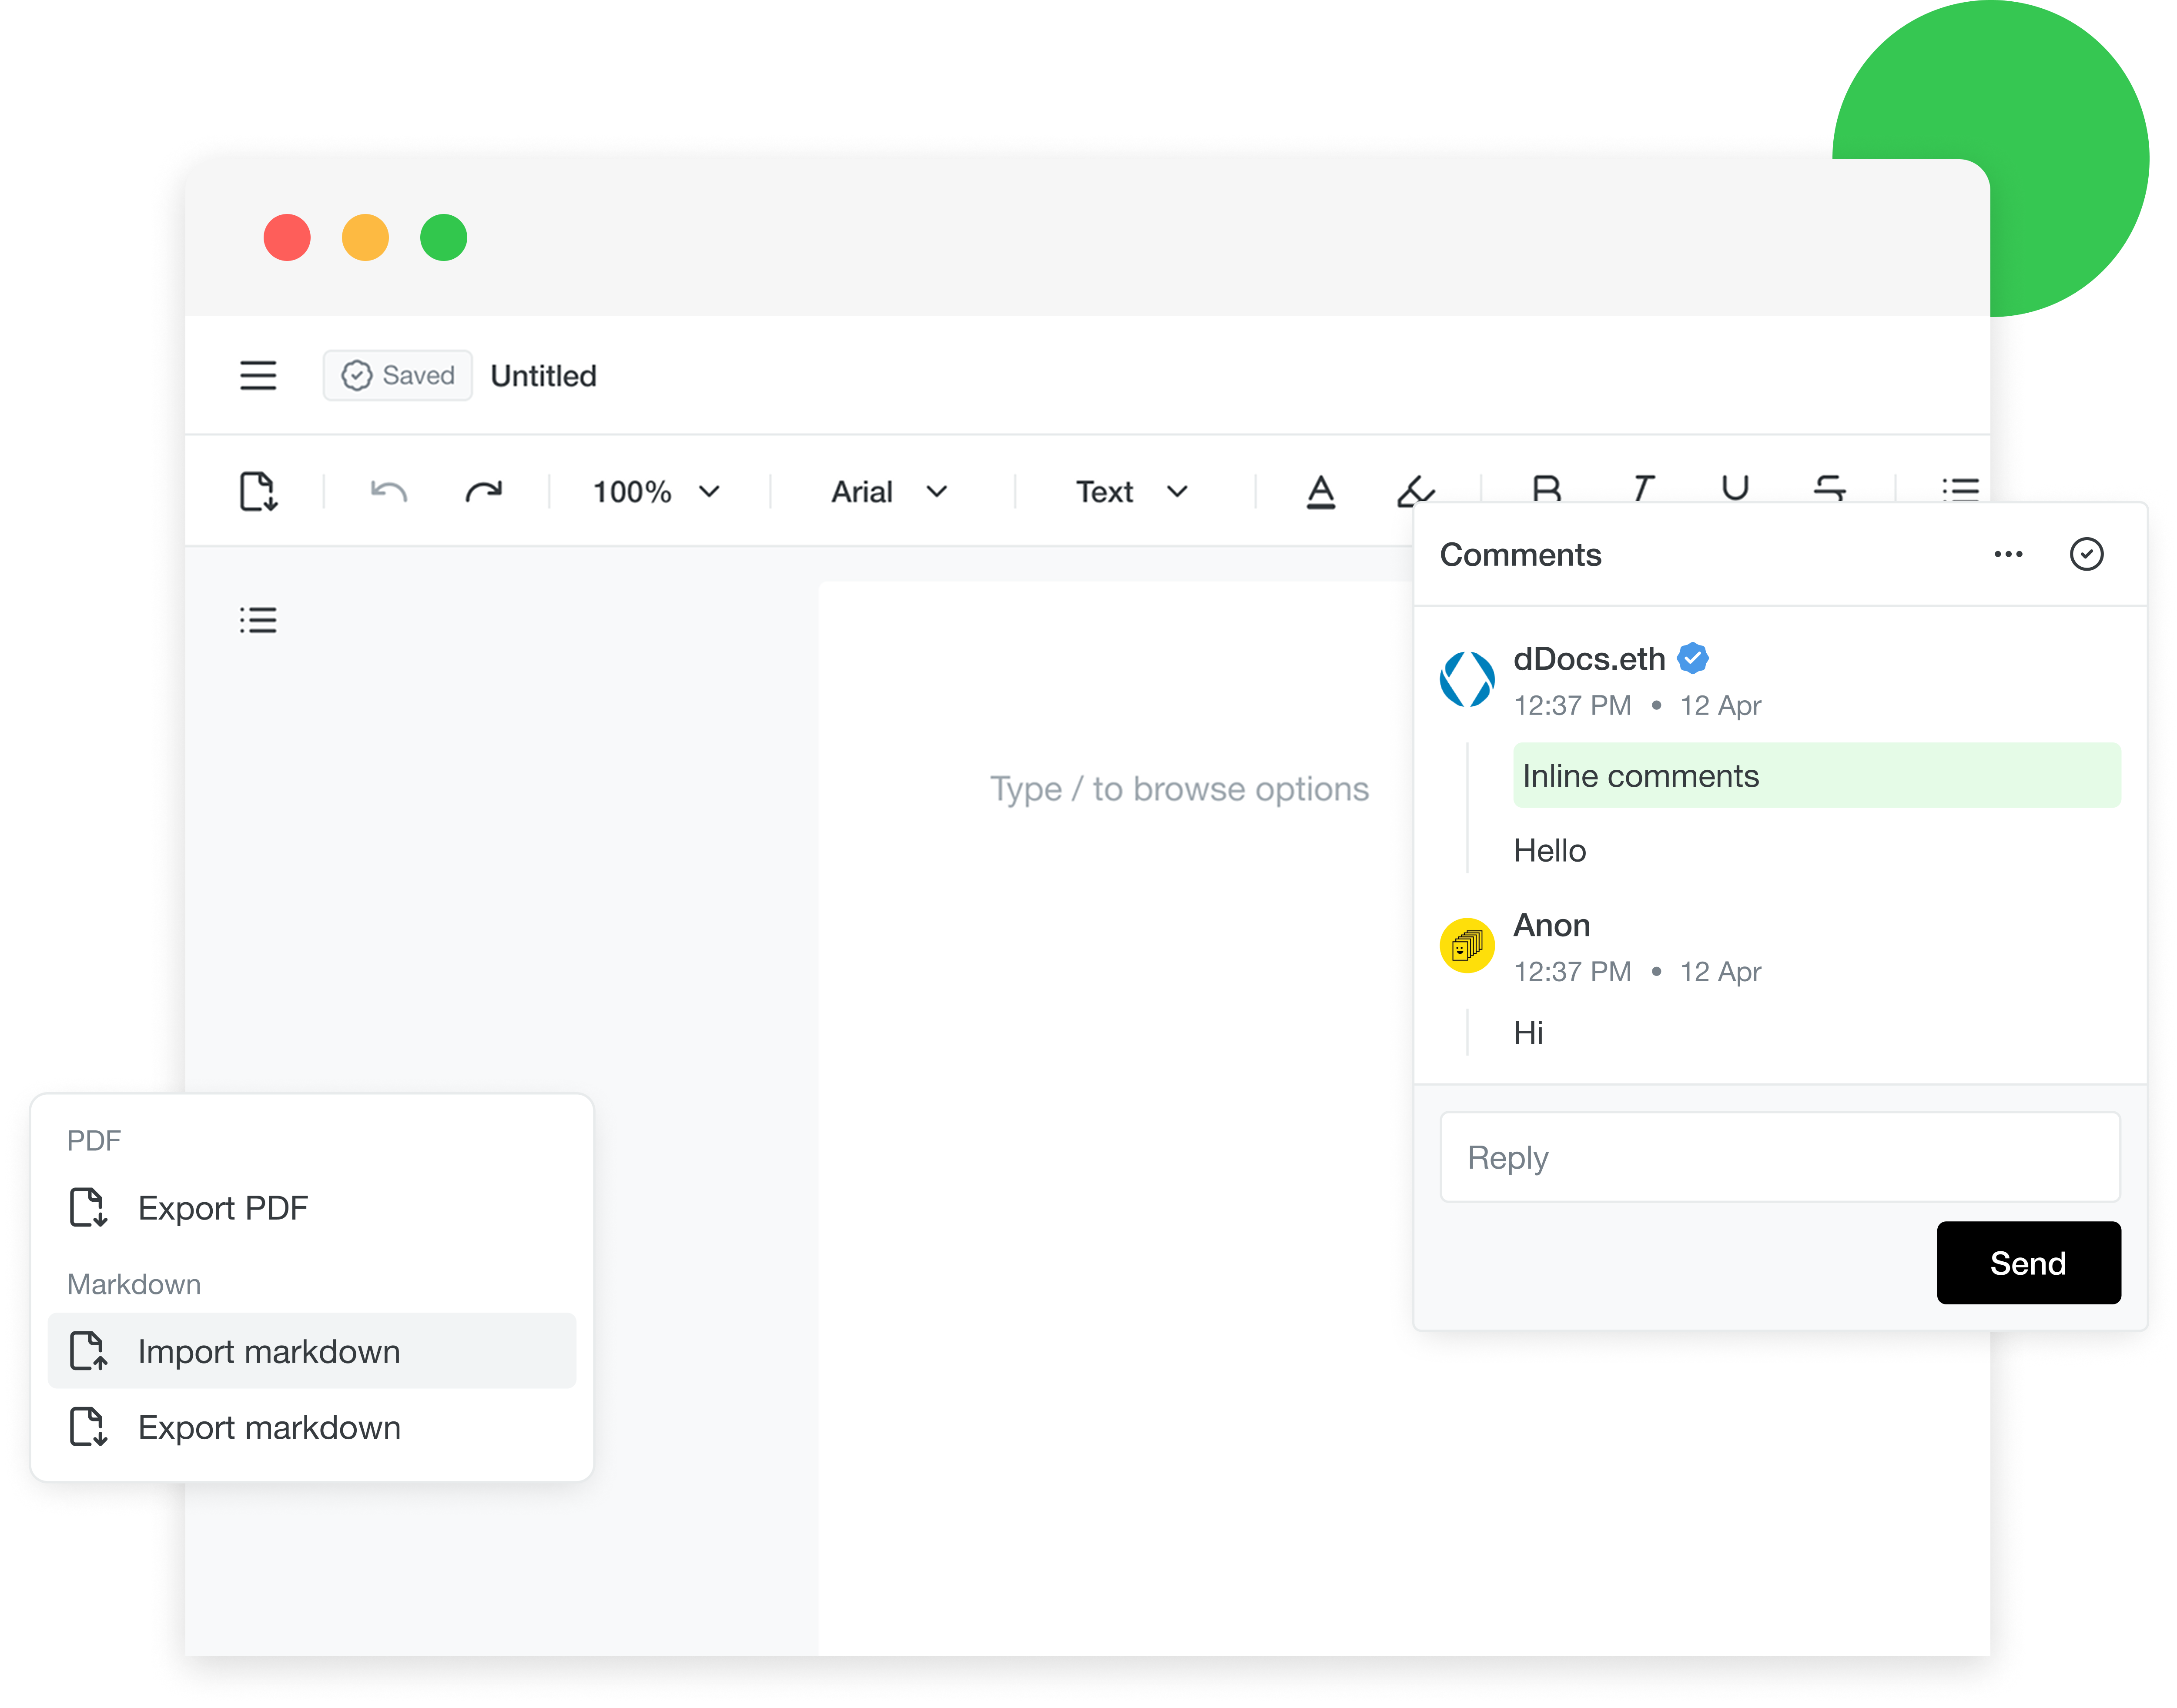 Saved Untitled
100% Arial Text A B I U S
Comments
dDocs.eth
12:37 PM • 12 Apr
Inline comments
Hello
Anon
12:37 PM • 12 Apr
Hi
Reply
Send
Type / to browse options
PDF
Export PDF
Markdown
Import markdown
Export markdown